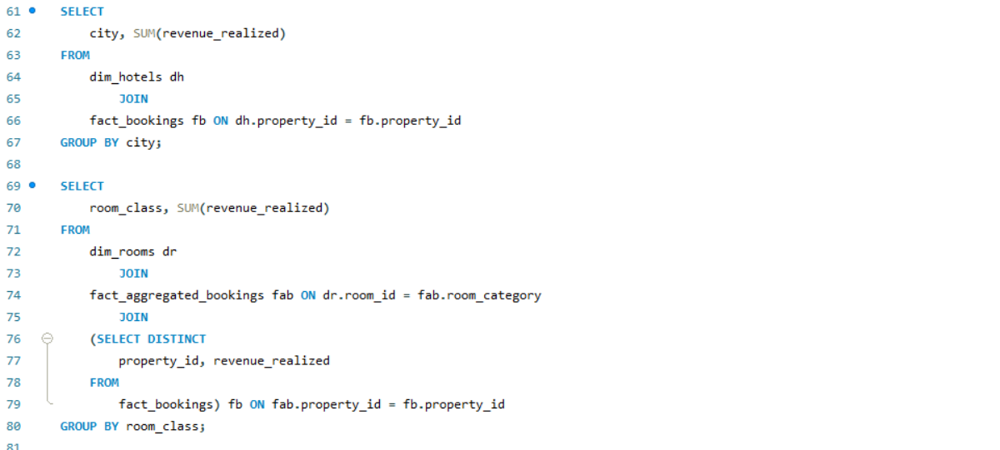 61 SELECT
62 city, SUM(revenue_realized)
63 FROM
64 dim_hotels dh
65 JOIN
66 fact_bookings fb ON dh.property_id = fb.property_id
67 GROUP BY city;
68
69 SELECT
70 room_class, SUM(revenue_realized)
71 FROM
72 dim_rooms dr
73 JOIN
74 fact_aggregated_bookings fab ON dr.room_id = fab.room_category
75 JOIN
76 (SELECT DISTINCT
77 property_id, revenue_realized
78 FROM
79 fact_bookings) fb ON fab.property_id = fb.property_id
80 GROUP BY room_class;
81